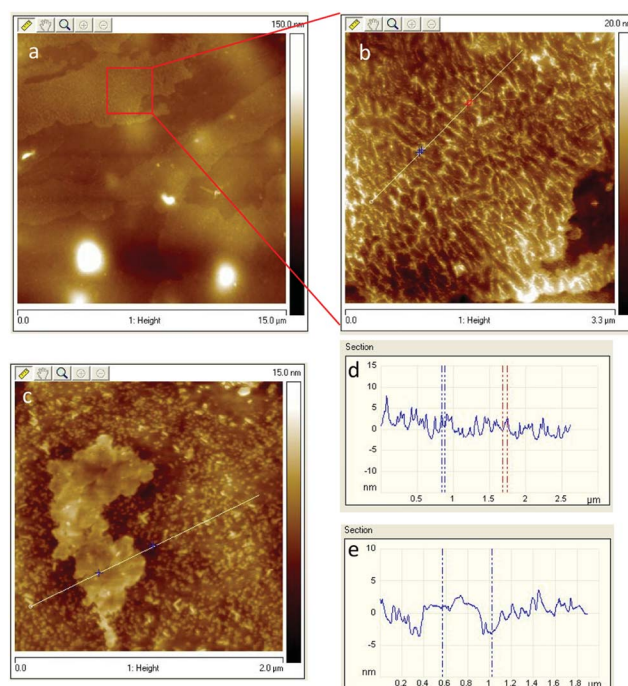 a
150.0 nm
0.0
1: Height
15.0 µm
b
20.0 nm
0.0
1: Height
3.3 µm
c
15.0 nm
0.0
1: Height
2.0 µm
Section
d
15
10
5
0
-5
-10
nm
0.5
1
1.5
2
2.5
µm
Section
e
10
5
0
-5
nm
0.2
0.4
0.6
0.8
1
1.2
1.4
1.6
1.8